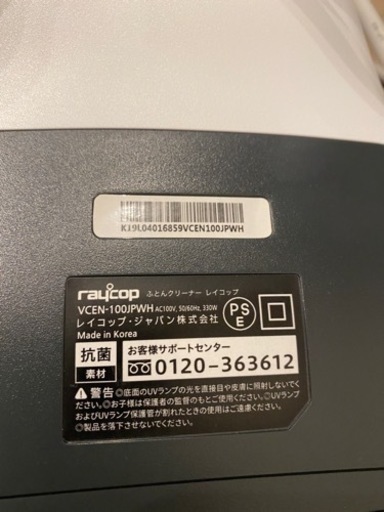 K19L04016859VCEN100JPWH
raycop ふとんクリーナー レイコップ
VCEN-100JPWH AC100V, 50/60Hz, 330W
レイコップ・ジャパン株式会社
Made in Korea
PS
E
抗菌
素材
お客様サポートセンター
0120-363612
警告 ◎底面のUVランプの光を直接目や皮膚に照射しないでく
ださい。◎お子様は保護者の監督のもとご使用ください。◎UVランプ
およびUVランプ保護管が割れたときの使用はご遠慮ください。
◎製品を落下させないでください。